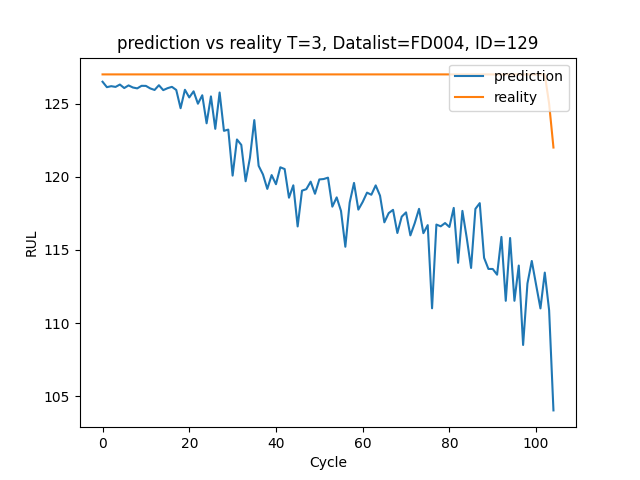 prediction vs reality T=3, Datalist=FD004, ID=129
prediction
reality
RUL
125
120
115
110
105
0 20 40 60 80 100
Cycle